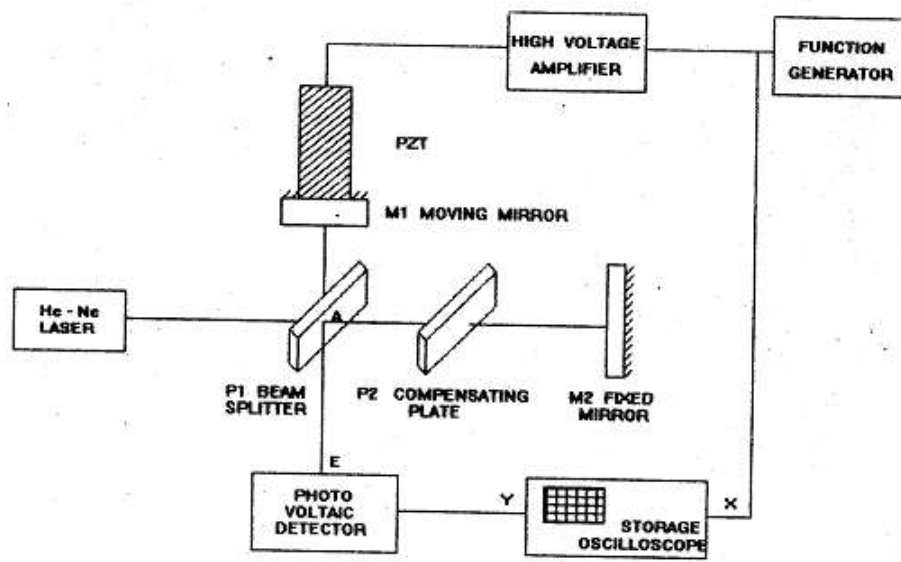 HIGH VOLTAGE
AMPLIFIER
FUNCTION
GENERATOR
PZT
M1 MOVING MIRROR
He - Ne
LASER
A
P1 BEAM
SPLITTER
P2 COMPENSATING
PLATE
M2 FIXED
MIRROR
E
PHOTO
VOLTAIC
DETECTOR
Y
X
STORAGE
OSCILLOSCOPE